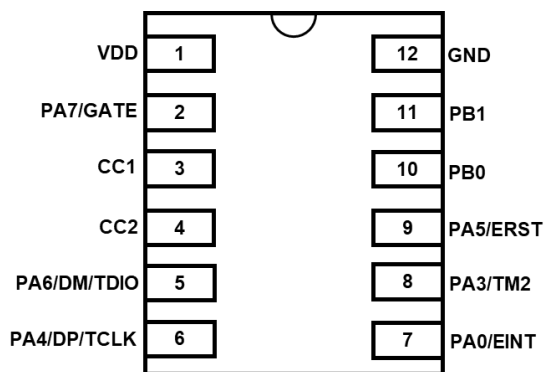 VDD 1 12 GND
PA7/GATE 2 11 PB1
CC1 3 10 PB0
CC2 4 9 PA5/ERST
PA6/DM/TDIO 5 8 PA3/TM2
PA4/DP/TCLK 6 7 PA0/EINT